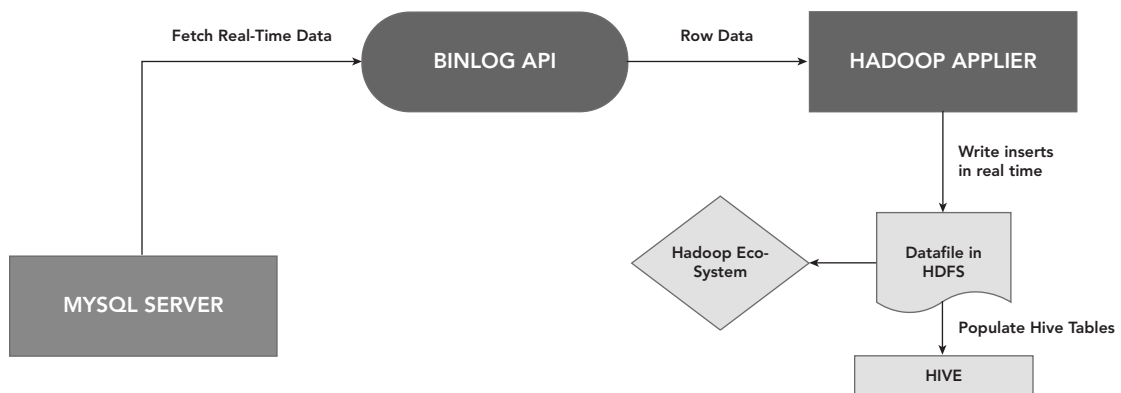 Fetch Real-Time Data
BINLOG API
Row Data
HADOOP APPLIER
Write inserts
in real time
Hadoop Eco-
System
Datafile in
HDFS
MYSQL SERVER
Populate Hive Tables
HIVE